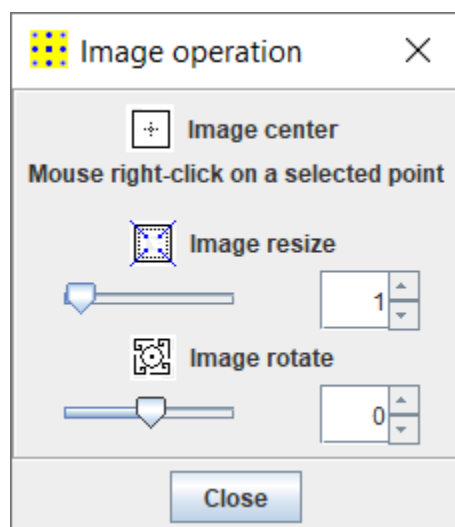 Image operation
Image center
Mouse right-click on a selected point
Image resize
1
Image rotate
0
Close